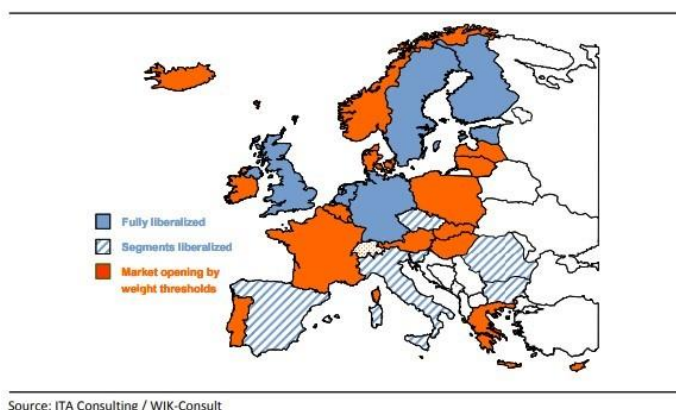 Fully liberalized
Segments liberalized
Market opening by
weight thresholds
Source: ITA Consulting / WIK-Consult